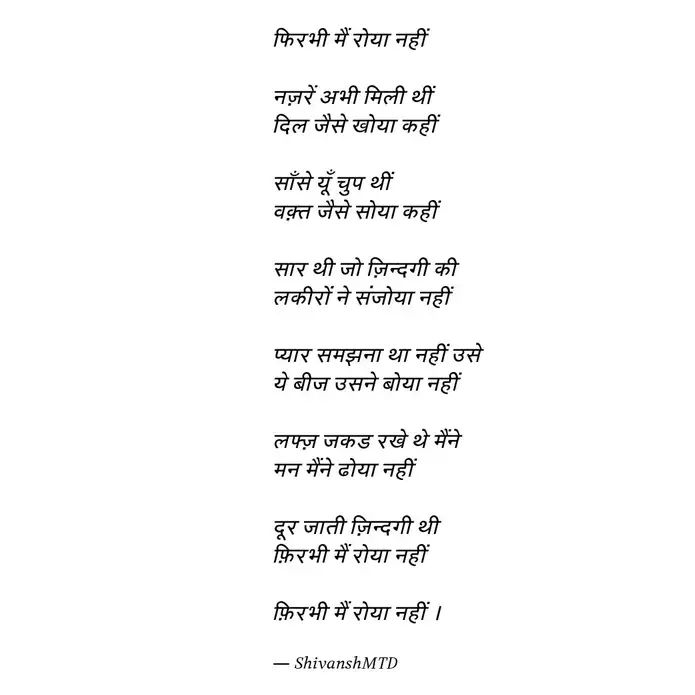 फिरभी मैं रोया नहीं
नज़रें अभी मिली थीं
दिल जैसे खोया कहीं
साँसे यूँ चुप थीं
वक़्त जैसे सोया कहीं
सार थी जो ज़िन्दगी की
लकीरों ने संजोया नहीं
प्यार समझना था नहीं उसे
ये बीज उसने बोया नहीं
लफ्ज़ जकड रखे थे मैंने
मन मैंने ढोया नहीं
दूर जाती ज़िन्दगी थी
फ़िरभी मैं रोया नहीं
फ़िरभी मैं रोया नहीं ।
— ShivanshMTD